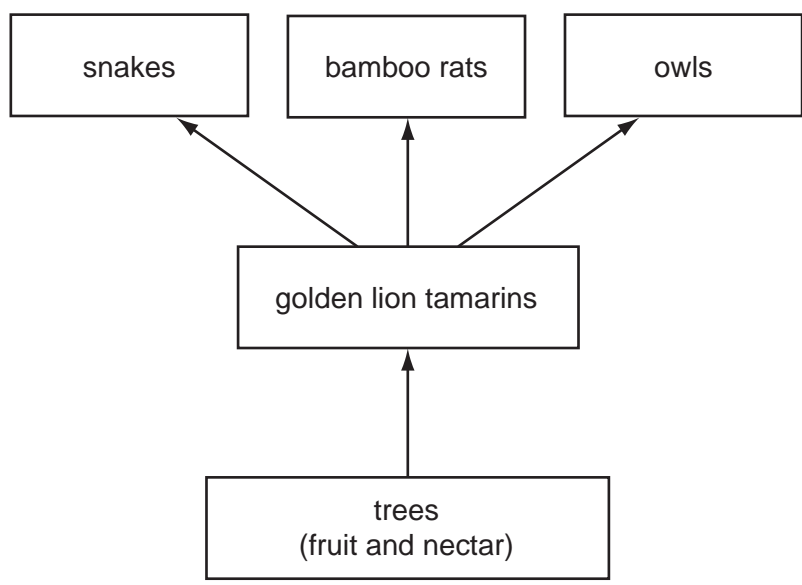 snakes
bamboo rats
owls
golden lion tamarins
trees
(fruit and nectar)